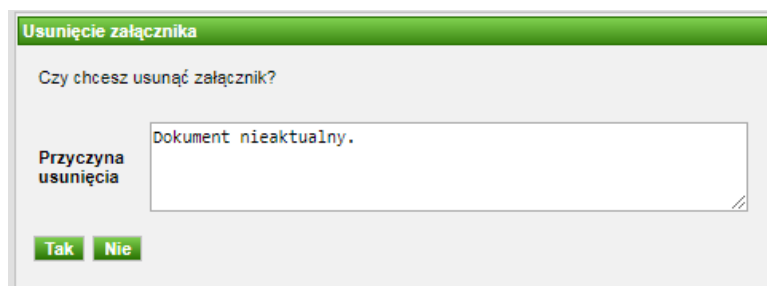 Usunięcie załącznika
Czy chcesz usunąć załącznik?
Dokument nieaktualny.
Przyczyna
usunięcia
Tak Nie